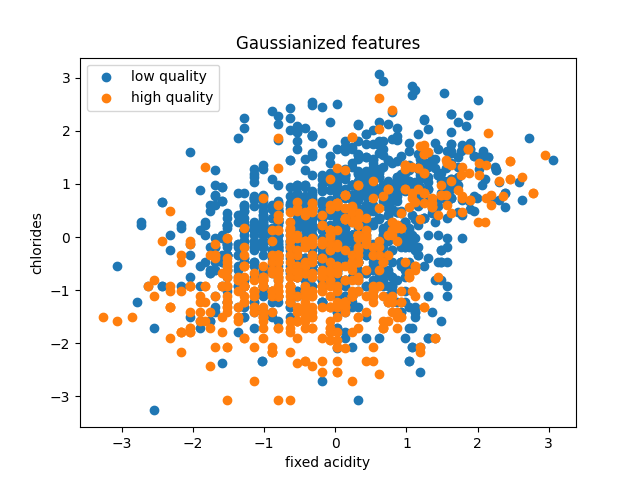 Gaussianized features
low quality
high quality
chlorides
3
2
1
0
−1
−2
−3
−3
−2
−1
0
1
2
3
fixed acidity